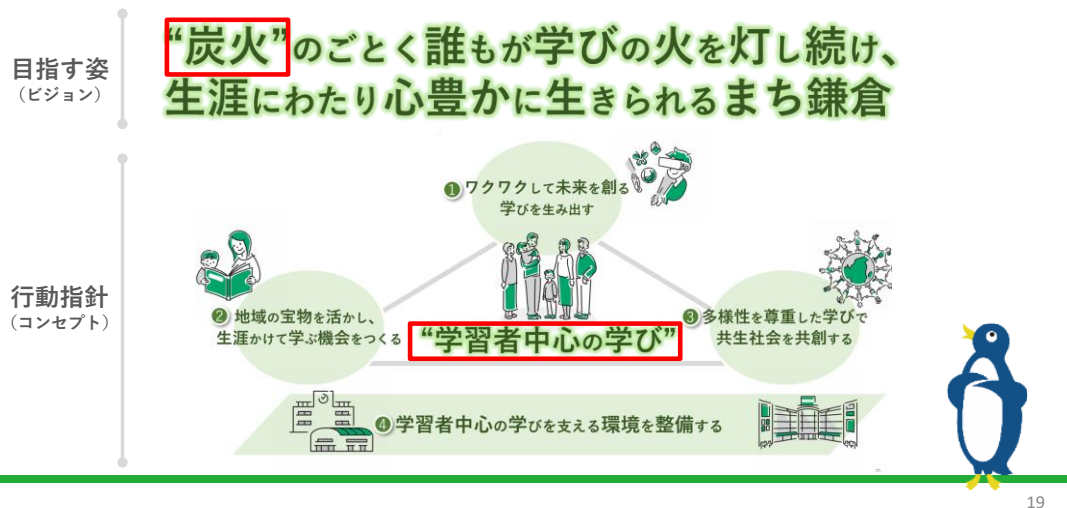 目指す姿
（ビジョン）
“炭火”のごとく誰もが学びの火を灯し続け、
生涯にわたり心豊かに生きられるまち鎌倉
行動指針
（コンセプト）
❶ワクワクして未来を創る
学びを生み出す
❷地域の宝物を活かし、
生涯かけて学ぶ機会をつくる
“学習者中心の学び”
❸多様性を尊重した学びで
共生社会を共創する
❹学習者中心の学びを支える環境を整備する
19